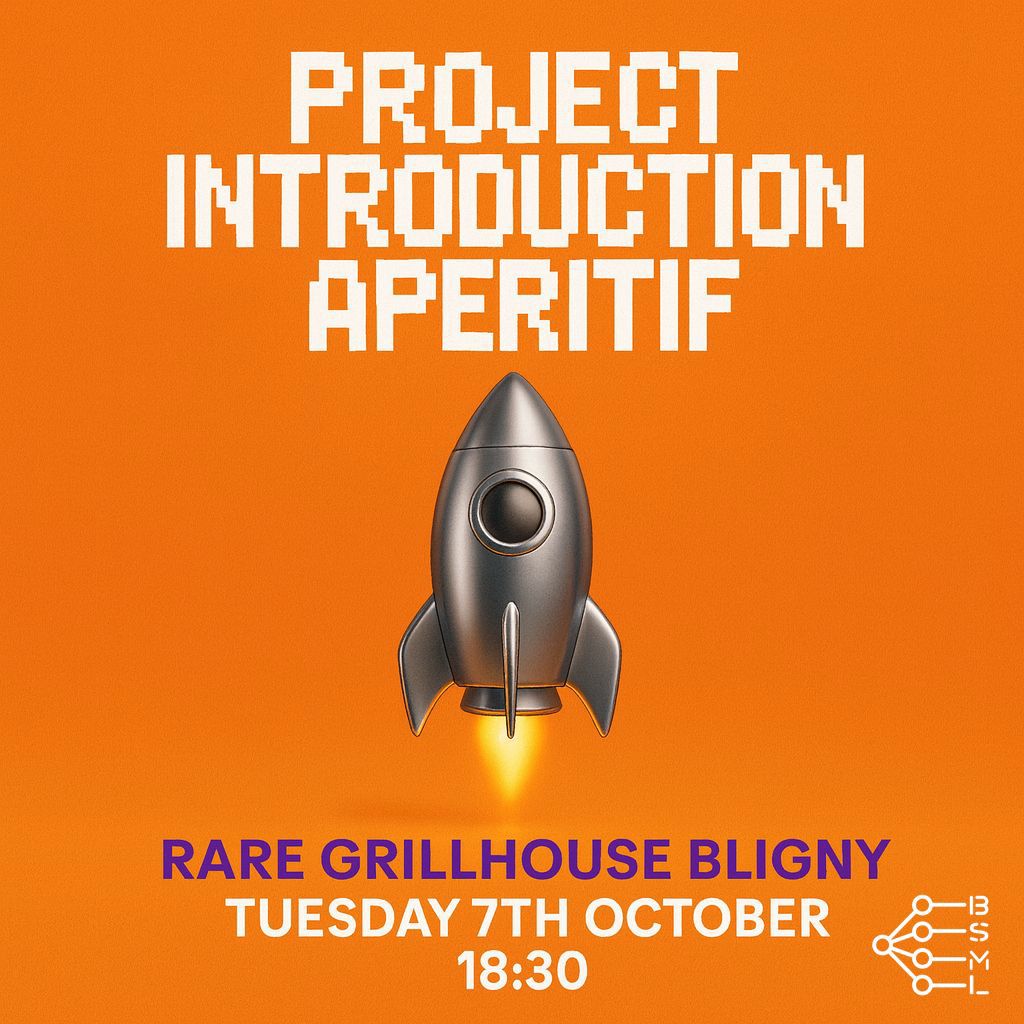 PROJECT
INTRODUCTION
APERITIF
RARE GRILLHOUSE BLIGNY
TUESDAY 7TH OCTOBER
18:30
B
S
M
L